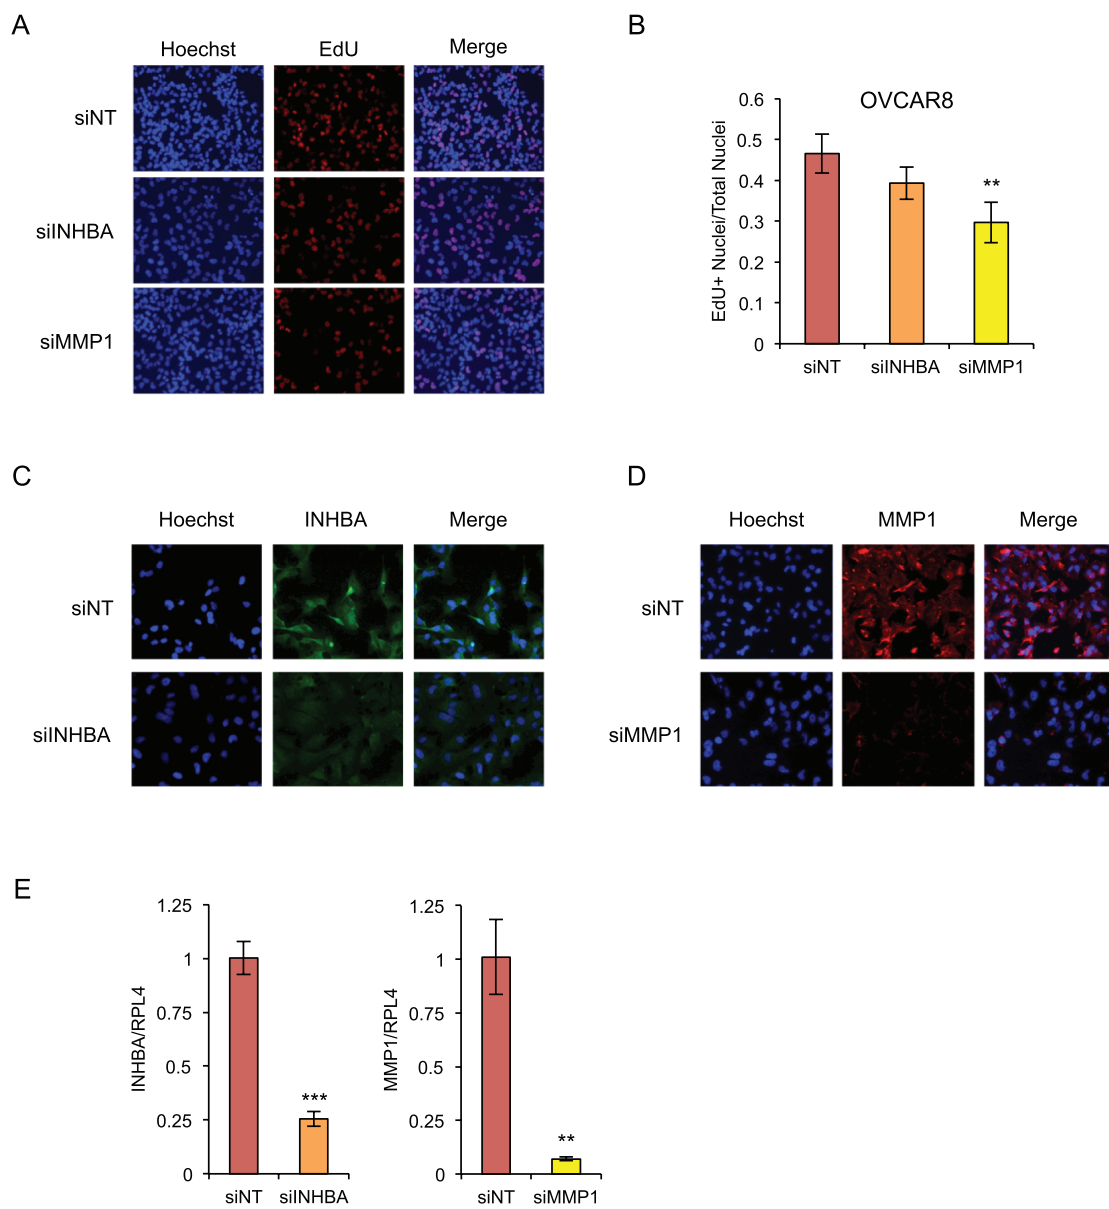 A
Hoechst EdU Merge
siNT
siINHBA
siMMP1
B
OVCAR8
EdU+ Nuclei/Total Nuclei
0.6
0.5
0.4
0.3
0.2
0.1
0
**
siNT siINHBA siMMP1
C
Hoechst INHBA Merge
siNT
siINHBA
D
Hoechst MMP1 Merge
siNT
siMMP1
E
INHBA/RPL4
1.25
1
0.75
0.5
0.25
0
***
siNT siINHBA
MMP1/RPL4
1.25
1
0.75
0.5
0.25
0
**
siNT siMMP1